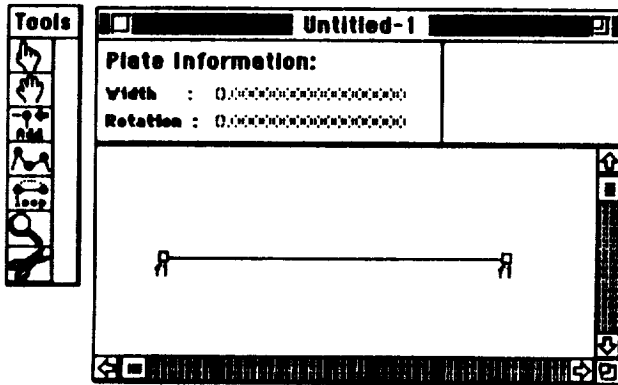 Tools
Untitled-1
Plate Information:
Width :
Rotation :
Add
loop